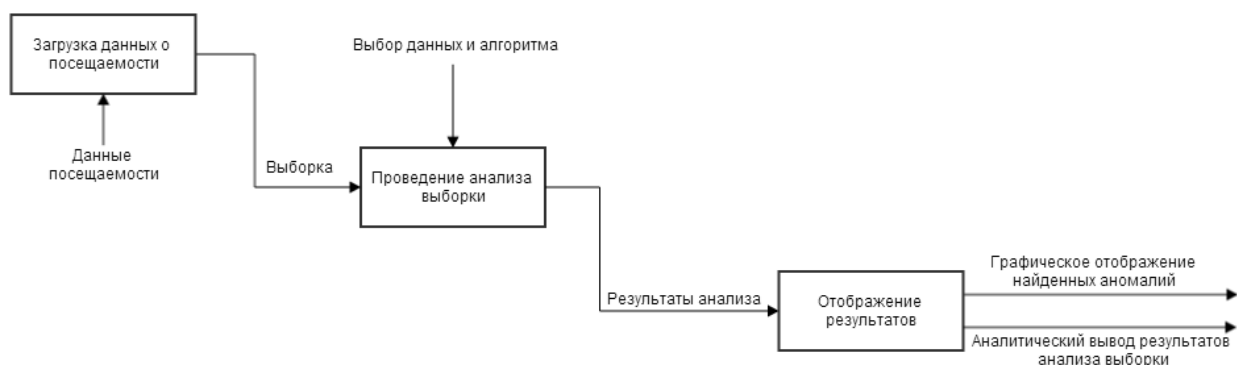 Загрузка данных о
посещаемости
Выбор данных и алгоритма
Данные
посещаемости
Выборка
Проведение анализа
выборки
Результаты анализа
Отображение
результатов
Графическое отображение
найденных аномалий
Аналитический вывод результатов
анализа выборки